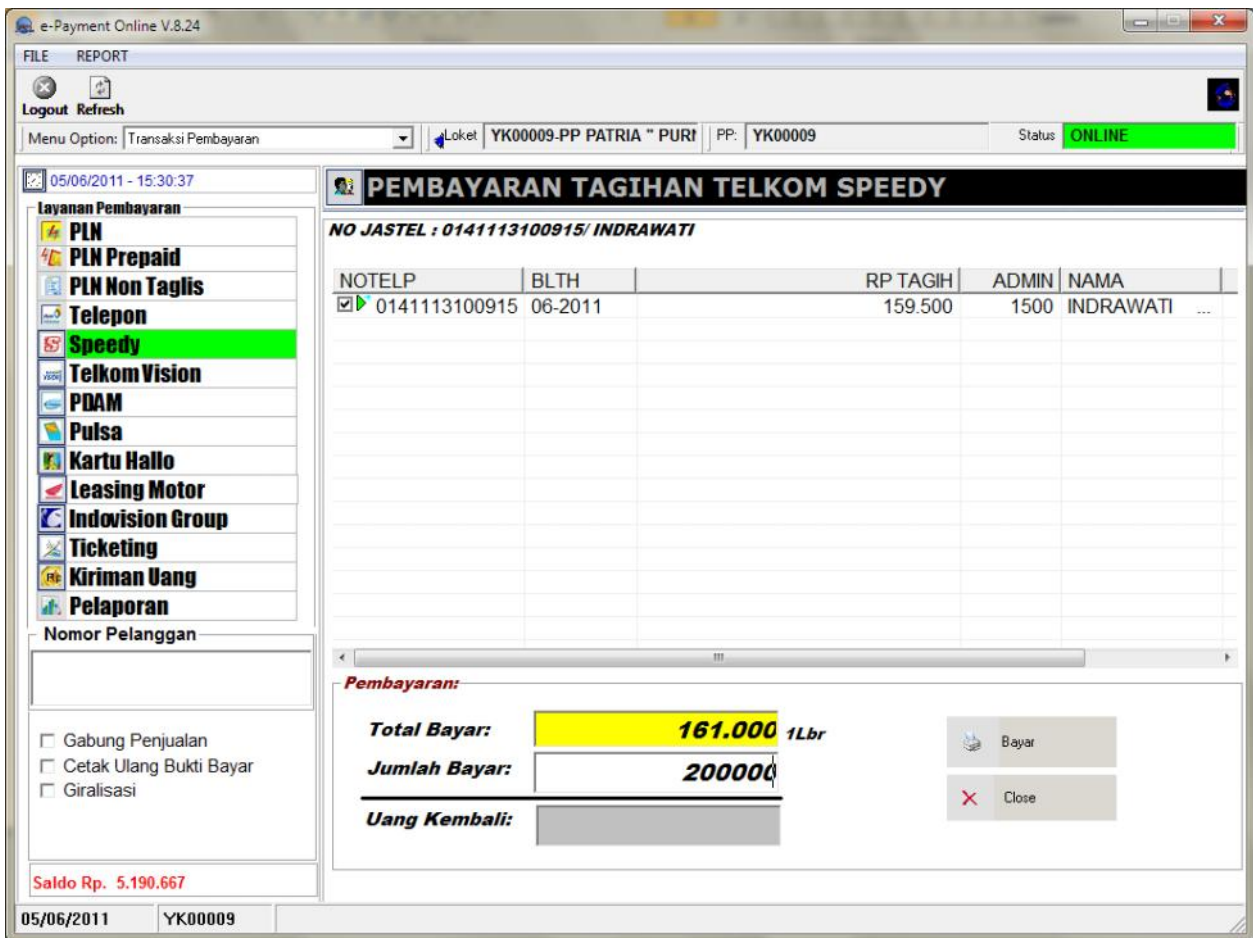 e-Payment Online V.8.24
FILE REPORT
Logout Refresh
Menu Option: Transaksi Pembayaran Loket YK00009-PP PATRIA " PURI PP: YK00009 Status ONLINE
05/06/2011 - 15:30:37
PEMBAYARAN TAGIHAN TELKOM SPEEDY
Layanan Pembayaran
PLN
PLN Prepaid
PLN Non Taglis
Telepon
Speedy
Telkom Vision
PDAM
Pulsa
Kartu Hallo
Leasing Motor
Indovision Group
Ticketing
Kiriman Uang
Pelaporan
NO JASTEL : 0141113100915/ INDRAWATI
NOTELP BLTH RP TAGIH ADMIN NAMA
0141113100915 06-2011 159.500 1500 INDRAWATI ...
Nomor Pelanggan
Gabung Penjualan
Cetak Ulang Bukti Bayar
Giralisasi
Pembayaran:
Total Bayar: 161.000 1Lbr
Jumlah Bayar: 200000
Uang Kembali:
Bayar
Close
Saldo Rp. 5.190.667
05/06/2011 YK00009